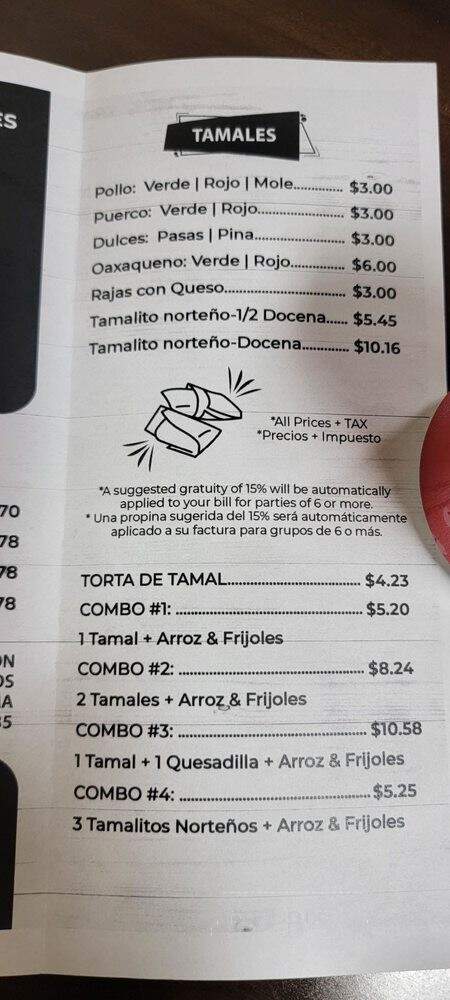 TAMALES
Pollo: Verde | Rojo | Mole............. $3.00
Puerco: Verde | Rojo....................... $3.00
Dulces: Pasas | Pina........................ $3.00
Oaxaqueno: Verde | Rojo............... $6.00
Rajas con Queso................................ $3.00
Tamalito norteño-1/2 Docena...... $5.45
Tamalito norteño-Docena............. $10.16
*All Prices + TAX
*Precios + Impuesto
*A suggested gratuity of 15% will be automatically
applied to your bill for parties of 6 or more.
* Una propina sugerida del 15% será automáticamente
aplicado a su factura para grupos de 6 o más.
TORTA DE TAMAL.................................... $4.23
COMBO #1: .................................................. $5.20
1 Tamal + Arroz & Frijoles
COMBO #2: .................................................. $8.24
2 Tamales + Arroz & Frijoles
COMBO #3: .................................................. $10.58
1 Tamal + 1 Quesadilla + Arroz & Frijoles
COMBO #4: .................................................. $5.25
3 Tamalitos Norteños + Arroz & Frijoles